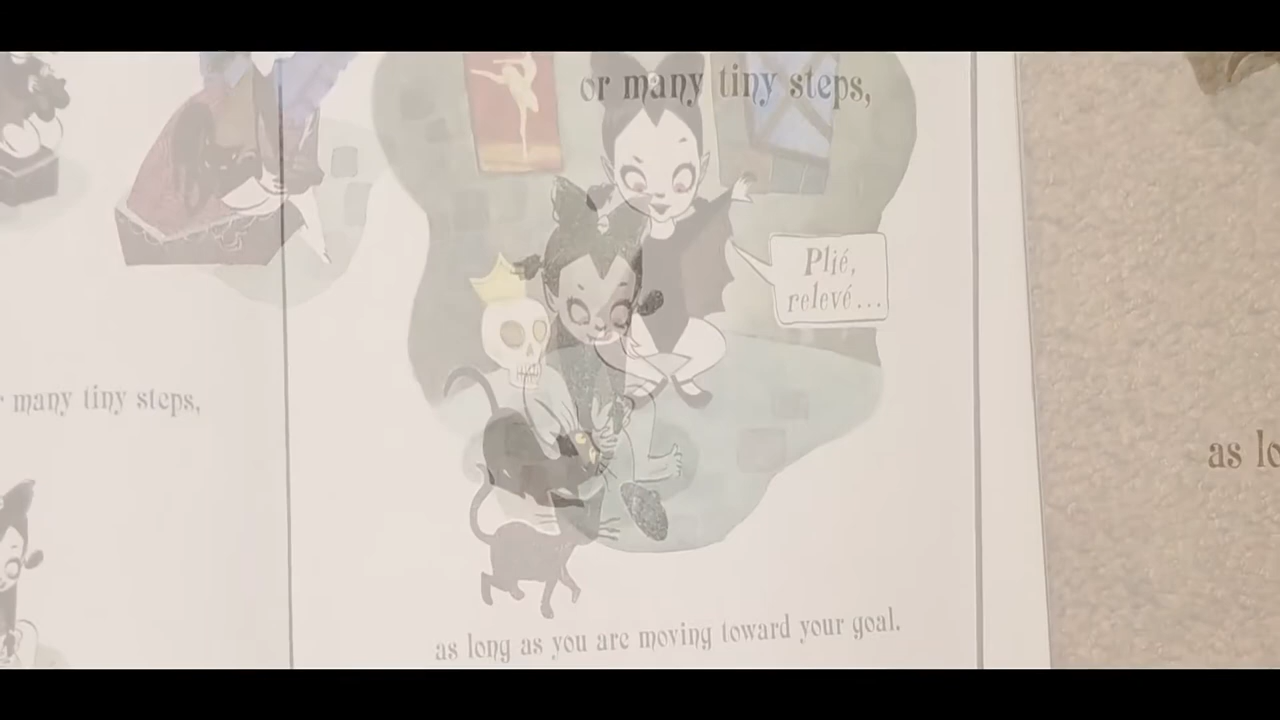 or many tiny steps,
Plié,
relevé...
many tiny steps,
as long as you are moving toward your goal.
as